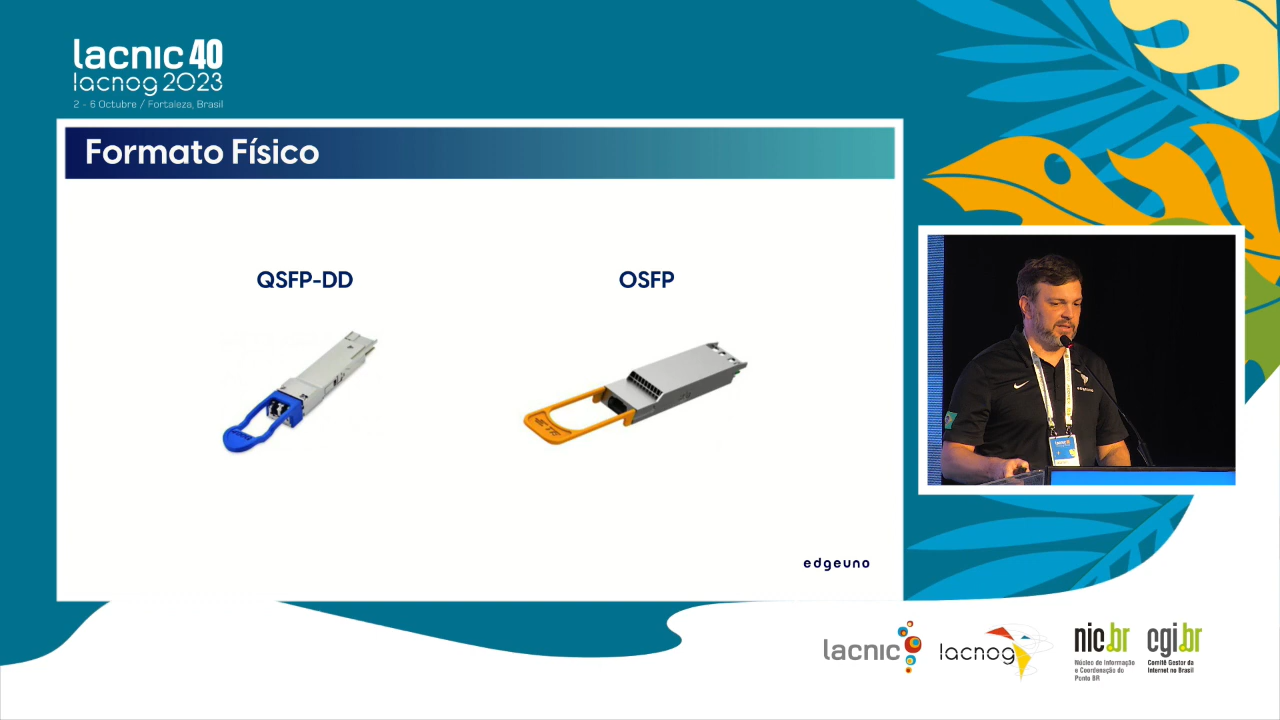 lacnic 40
lacnog 2023
2 - 6 Octubre / Fortaleza, Brasil
Formato Físico
QSFP-DD
OSFP
edgeuno
lacnic
lacnog
nic.br
Núcleo de Informação
e Coordenação do
Ponto BR
cgi.br
Comitê Gestor da
Internet no Brasil